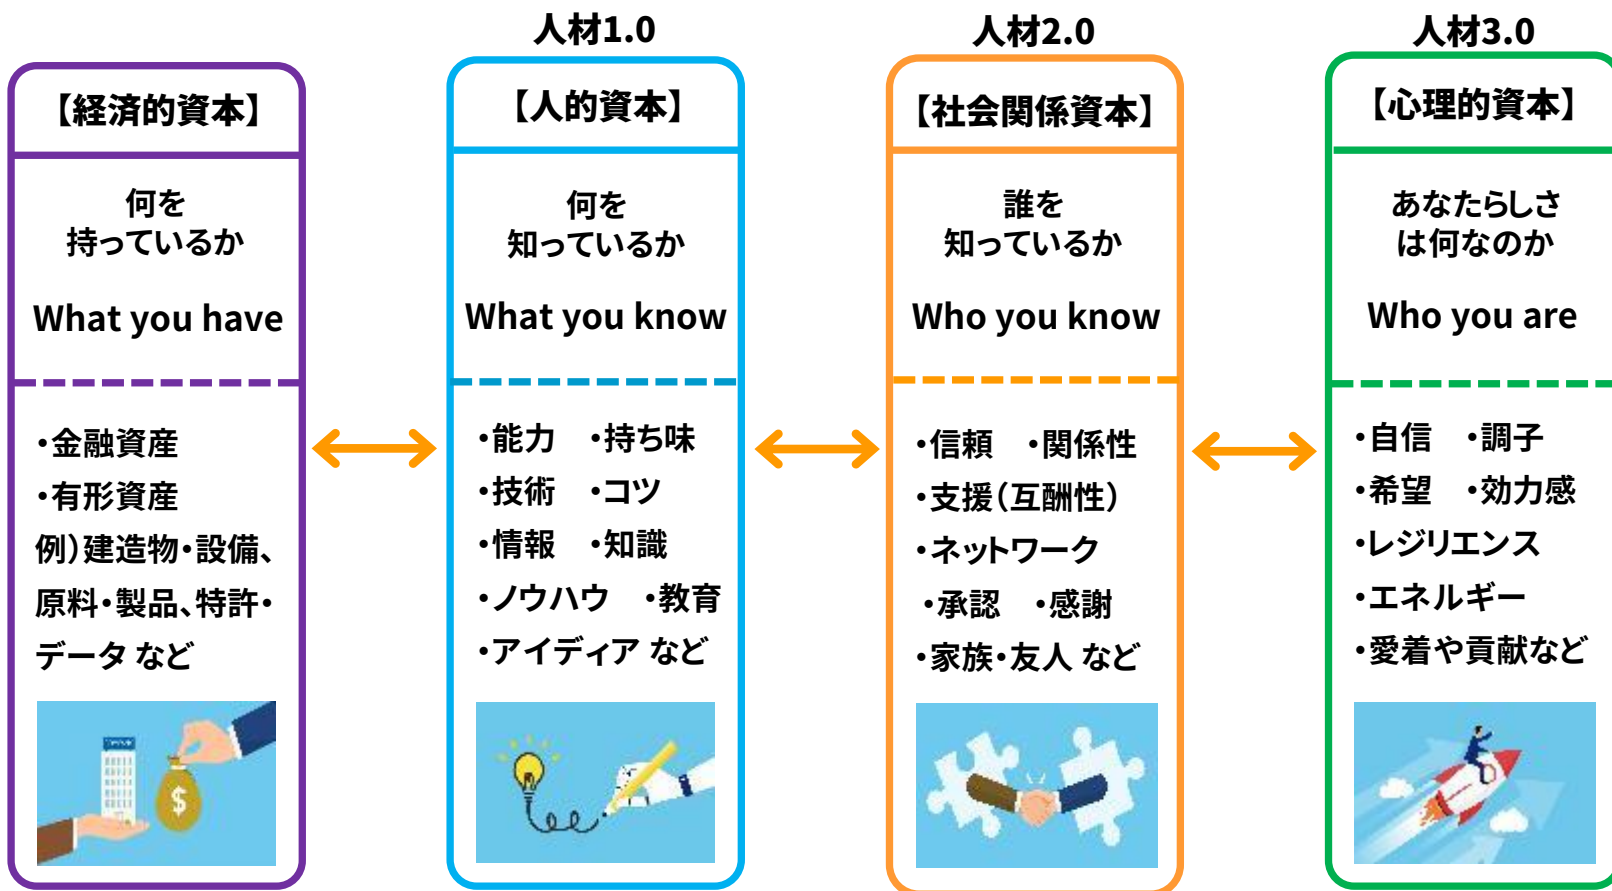 【経済的資本】
何を
持っているか
What you have
・金融資産
・有形資産
例)建造物・設備、
原料・製品、特許・
データ など
人材1.0
【人的資本】
何を
知っているか
What you know
・能力 ・持ち味
・技術 ・コツ
・情報 ・知識
・ノウハウ ・教育
・アイディア など
人材2.0
【社会関係資本】
誰を
知っているか
Who you know
・信頼 ・関係性
・支援(互酬性)
・ネットワーク
・承認 ・感謝
・家族・友人 など
人材3.0
【心理的資本】
あなたらしさ
は何なのか
Who you are
・自信 ・調子
・希望 ・効力感
・レジリエンス
・エネルギー
・愛着や貢献など
$